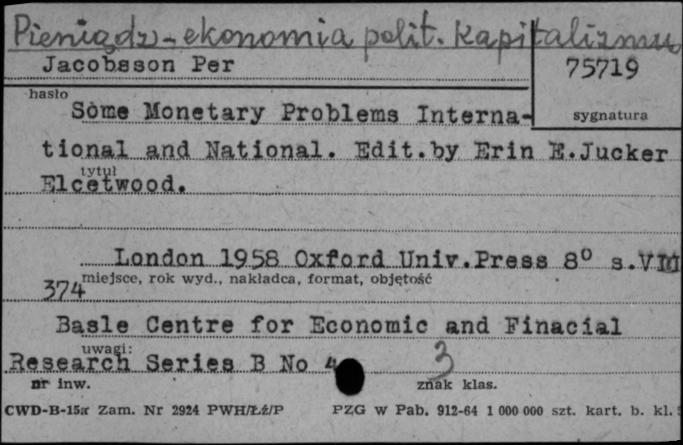 Pieniądz - ekonomia polit. kapitalizmu
Jacobsson Per
75719
hasło
sygnatura
Some Monetary Problems Interna-
tional and National. Edit.by Erin E.Jucker
tytuł
Elcetwood.
London 1958 Oxford Univ.Press 8° s.VIII
miejsce, rok wyd., nakładca, format, objętość
374
Basle Centre for Economic and Finacial
uwagi:
Research Series B No 4
3
nr inw.
znak klas.
CWD-B-15a Zam. Nr 2924 PWH/Łź/P PZG w Pab. 912-64 1 000 000 szt. kart. b. kl.